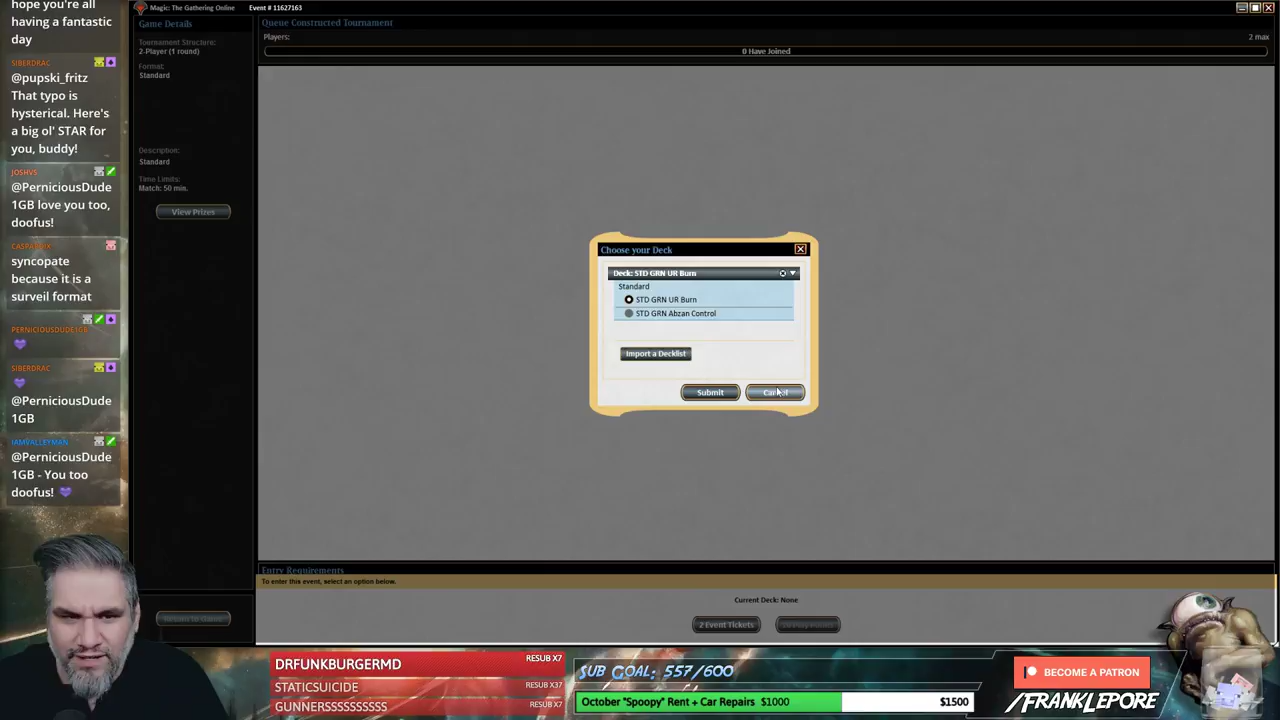 hope you're all
having a fantastic
day
SIBERDRAC
@pupski_fritz
That typo is
hysterical. Here's
a big ol' STAR for
you, buddy!
JOSHVS
@PerniciousDude
1GB love you too,
doofus!
syncopate
because it is a
surveil format
PERNICIOUSDUDE1GB
SIBERDRAC
@PerniciousDude
1GB
IAMVALLEYMAN
@PerniciousDude
1GB - You too
doofus!
Magic: The Gathering Online
Event # 11627163
Game Details
Tournament Structure:
2-Player (1 round)
Format:
Standard
Description:
Standard
Time Limits:
Match: 50 min.
View Prizes
Return To Game
Queue Constructed Tournament
Players:
2 max
0 Have Joined
Choose your Deck
Deck: STD GRN UR Burn
Standard
STD GRN UR Burn
STD GRN Abzan Control
Import a Decklist
Submit
Cancel
Entry Requirements
To enter this event, select an option below.
Current Deck: None
2 Event Tickets
DRFUNKBURGERMD
RESUB X7
STATICSUICIDE
RESUB X37
GUNNERSSSSSSSSS
RESUB X7
SUB GOAL: 557/600
October "Spoopy" Rent + Car Repairs $1000
$1500
BECOME A PATRON
/FRANKLEPORE